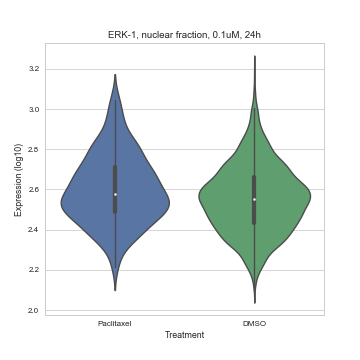 ERK-1, nuclear fraction, 0.1uM, 24h
3.2
3.0
2.8
2.6
2.4
2.2
2.0
Expression (log10)
Paclitaxel DMSO
Treatment